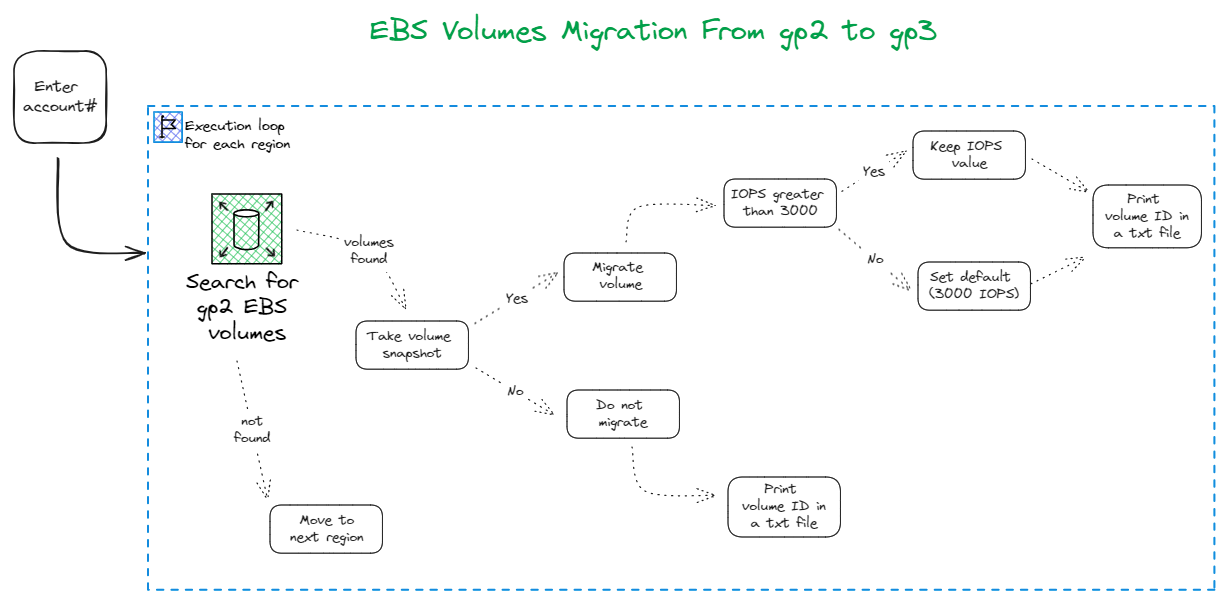 EBS Volumes Migration From gp2 to gp3
Enter
account#
Execution loop
for each region
Search for
gp2 EBS
volumes
volumes
found
not
found
Move to
next region
Take volume
snapshot
Yes
No
Migrate
volume
Do not
migrate
Print
volume ID in
a txt file
IOPS greater
than 3000
Yes
No
Keep IOPS
value
Set default
(3000 IOPS)
Print
volume ID in
a txt file